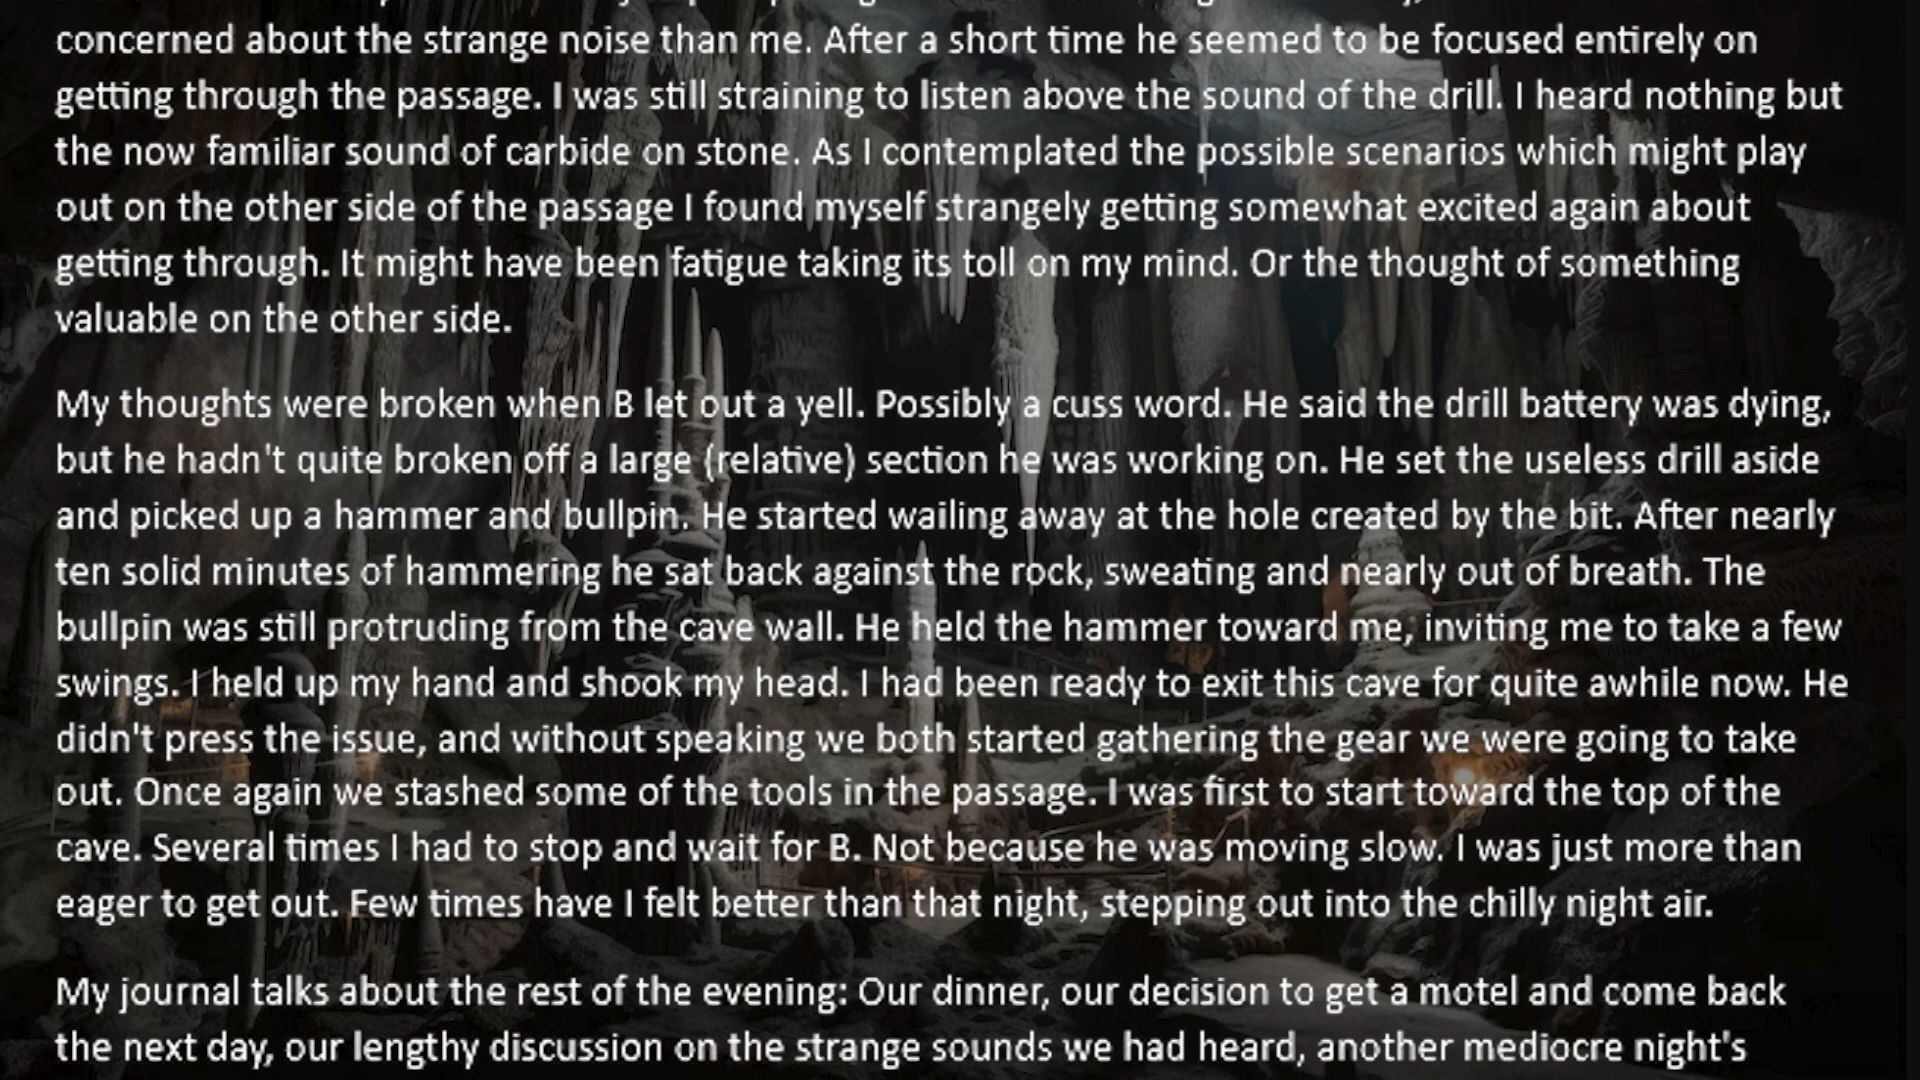 concerned about the strange noise than me. After a short time he seemed to be focused entirely on
getting through the passage. I was still straining to listen above the sound of the drill. I heard nothing but
the now familiar sound of carbide on stone. As I contemplated the possible scenarios which might play
out on the other side of the passage I found myself strangely getting somewhat excited again about
getting through. It might have been fatigue taking its toll on my mind. Or the thought of something
valuable on the other side.
My thoughts were broken when B let out a yell. Possibly a cuss word. He said the drill battery was dying,
but he hadn't quite broken off a large (relative) section he was working on. He set the useless drill aside
and picked up a hammer and bullpin. He started wailing away at the hole created by the bit. After nearly
ten solid minutes of hammering he sat back against the rock, sweating and nearly out of breath. The
bullpin was still protruding from the cave wall. He held the hammer toward me, inviting me to take a few
swings. I held up my hand and shook my head. I had been ready to exit this cave for quite awhile now. He
didn't press the issue, and without speaking we both started gathering the gear we were going to take
out. Once again we stashed some of the tools in the passage. I was first to start toward the top of the
cave. Several times I had to stop and wait for B. Not because he was moving slow. I was just more than
eager to get out. Few times have I felt better than that night, stepping out into the chilly night air.
My journal talks about the rest of the evening: Our dinner, our decision to get a motel and come back
the next day, our lengthy discussion on the strange sounds we had heard, another mediocre night's